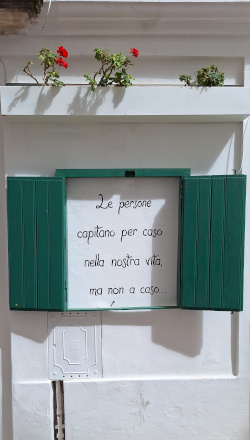 Le persone
capitano per caso
nella nostra vita,
ma non a caso...